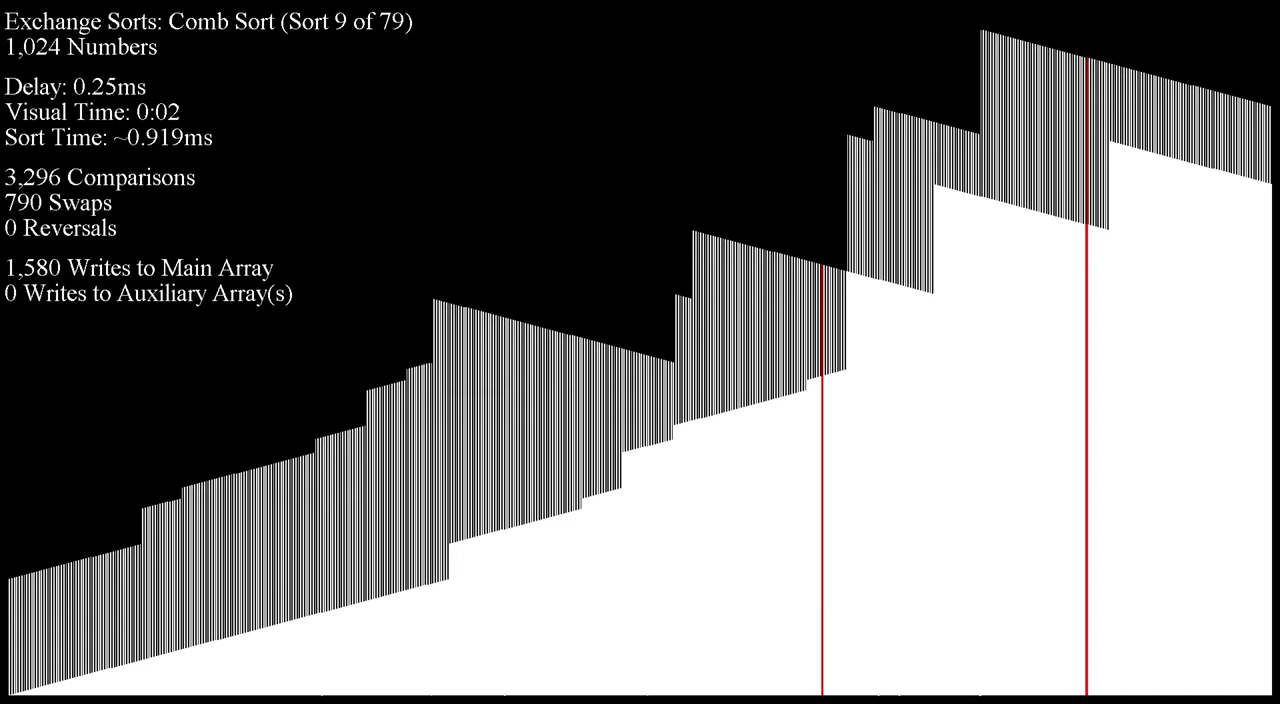 Exchange Sorts: Comb Sort (Sort 9 of 79)
1,024 Numbers
Delay: 0.25ms
Visual Time: 0:02
Sort Time: ~0.919ms
3,296 Comparisons
790 Swaps
0 Reversals
1,580 Writes to Main Array
0 Writes to Auxiliary Array(s)